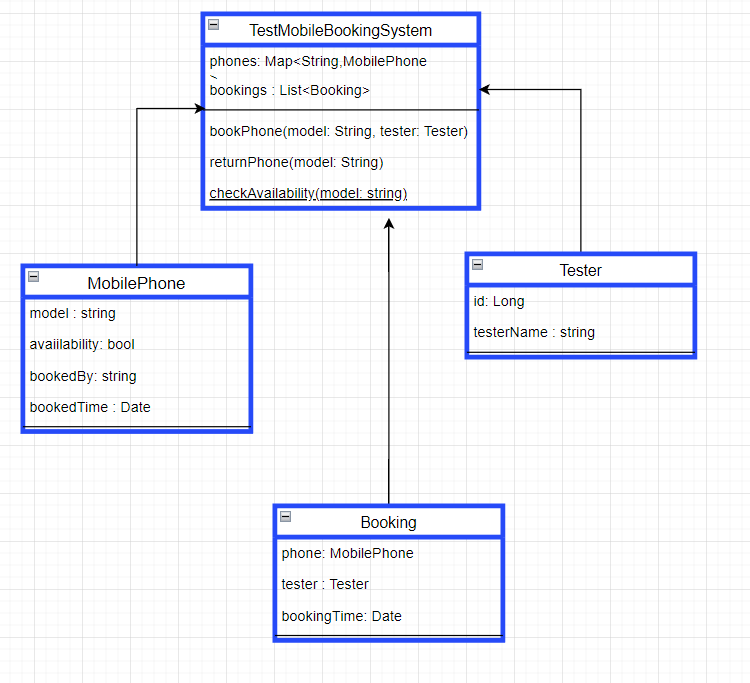 TestMobileBookingSystem
phones: Map<String,MobilePhone
>
bookings : List<Booking>
bookPhone(model: String, tester: Tester)
returnPhone(model: String)
checkAvailability(model: string)
MobilePhone
model : string
avaiilability: bool
bookedBy: string
bookedTime : Date
Tester
id: Long
testerName : string
Booking
phone: MobilePhone
tester : Tester
bookingTime: Date